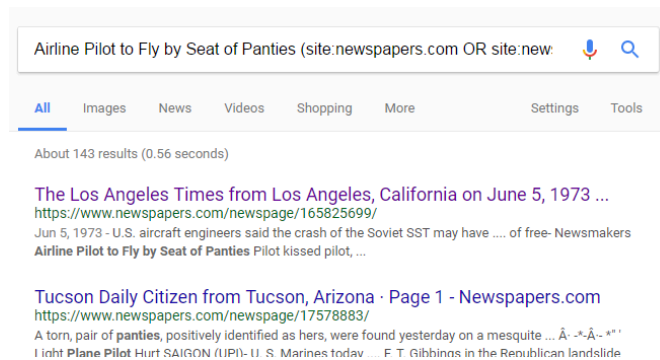 Airline Pilot to Fly by Seat of Panties (site:newspapers.com OR site:new
All Images News Videos Shopping More Settings Tools
About 143 results (0.56 seconds)
The Los Angeles Times from Los Angeles, California on June 5, 1973 ...
https://www.newspapers.com/newspage/165825699/
Jun 5, 1973 - U.S. aircraft engineers said the crash of the Soviet SST may have .... of free- Newsmakers
Airline Pilot to Fly by Seat of Panties Pilot kissed pilot, ...
Tucson Daily Citizen from Tucson, Arizona · Page 1 - Newspapers.com
https://www.newspapers.com/newspage/17578883/
A torn, pair of panties, positively identified as hers, were found yesterday on a mesquite ... Â· -*-Â·- *" '
Light Plane Pilot Hurt SAIGON (UPI)- U. S. Marines today .... F. T. Gibbings in the Republican landslide